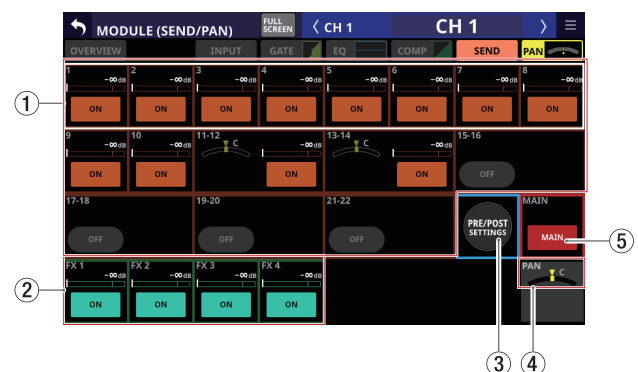 MODULE (SEND/PAN)
FULL SCREEN
CH 1
CH 1
OVERVIEW INPUT GATE EQ COMP SEND PAN
1 2 3 4 5 6 7 8
-∞dB -∞dB -∞dB -∞dB -∞dB -∞dB -∞dB -∞dB
ON ON ON ON ON ON ON ON
1
9 10 11-12 13-14 15-16
-∞dB -∞dB C -∞dB C -∞dB
ON ON ON ON OFF
17-18 19-20 21-22 MAIN
PRE/POST
SETTINGS
OFF OFF OFF MAIN
5
FX 1 FX 2 FX 3 FX 4 PAN
-∞dB -∞dB -∞dB -∞dB C
2
ON ON ON ON
3 4